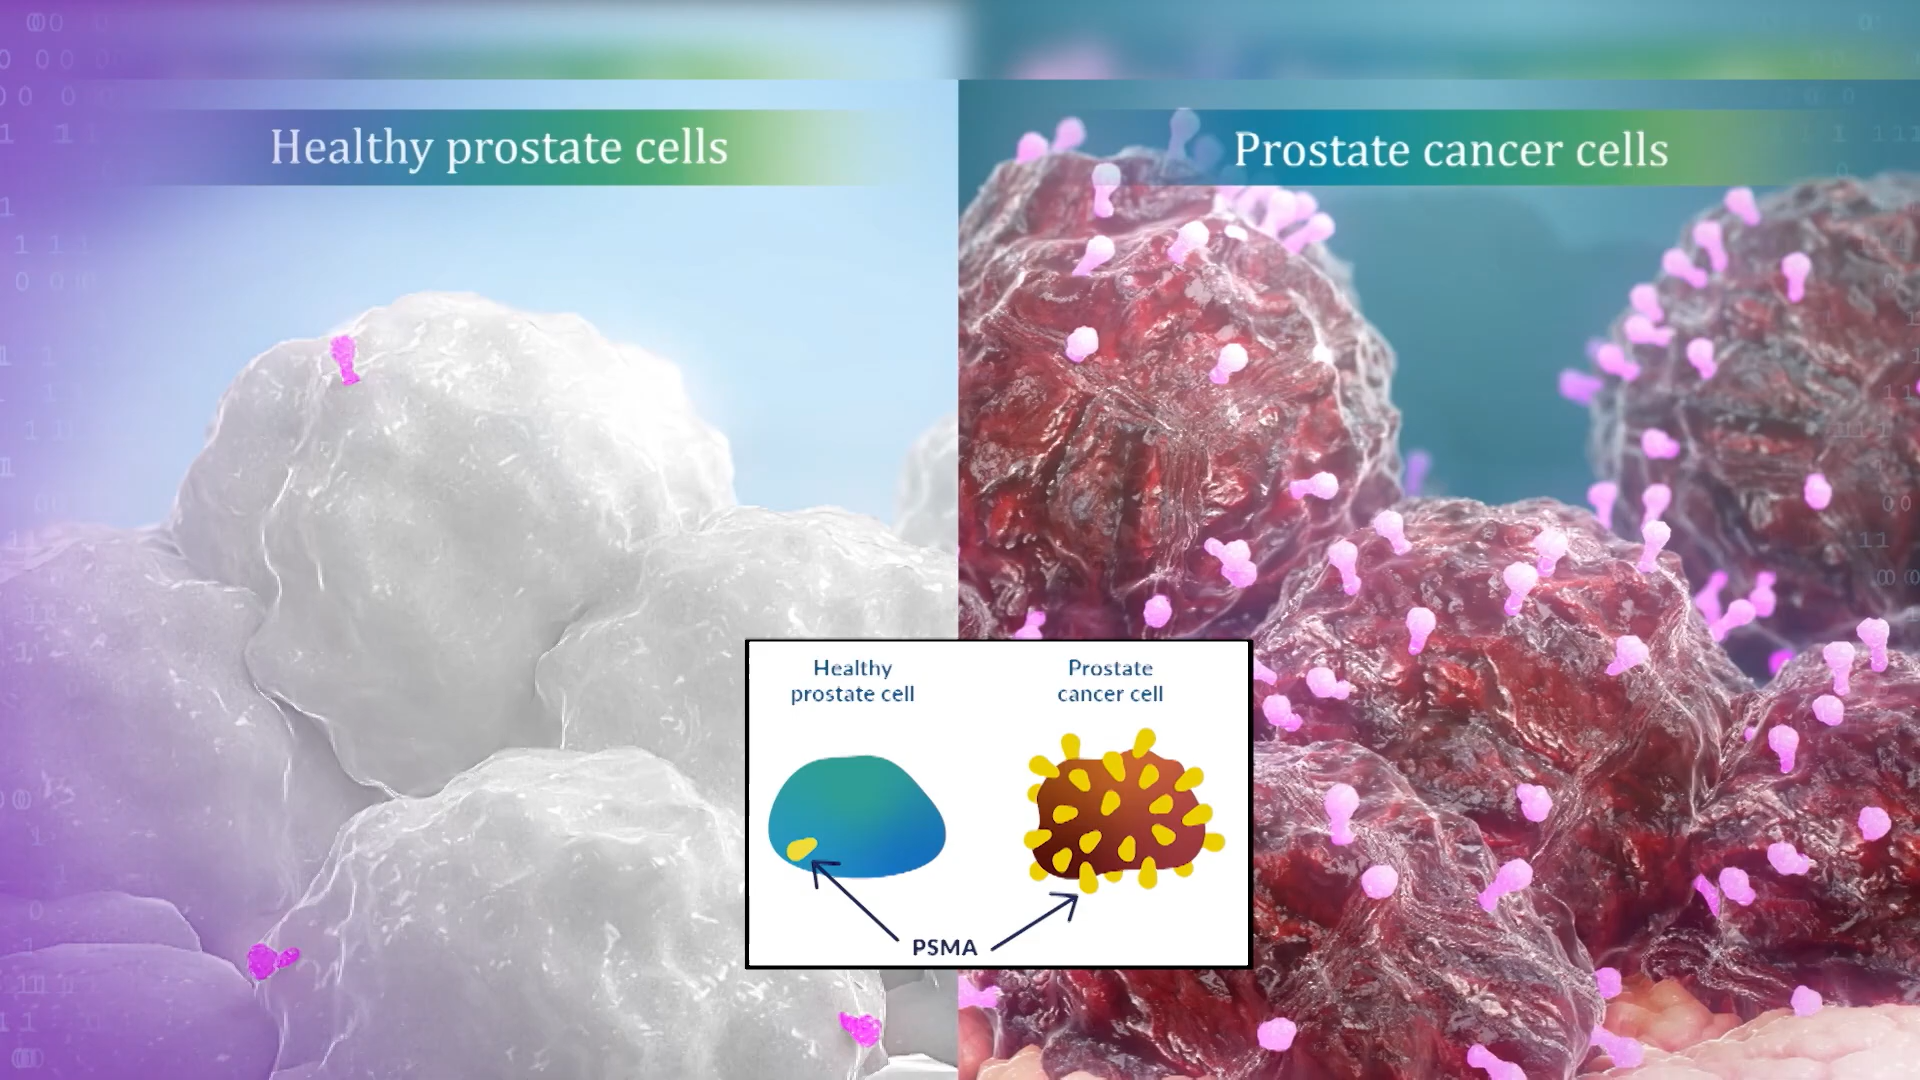 Healthy prostate cells
Prostate cancer cells
Healthy
prostate cell
Prostate
cancer cell
PSMA